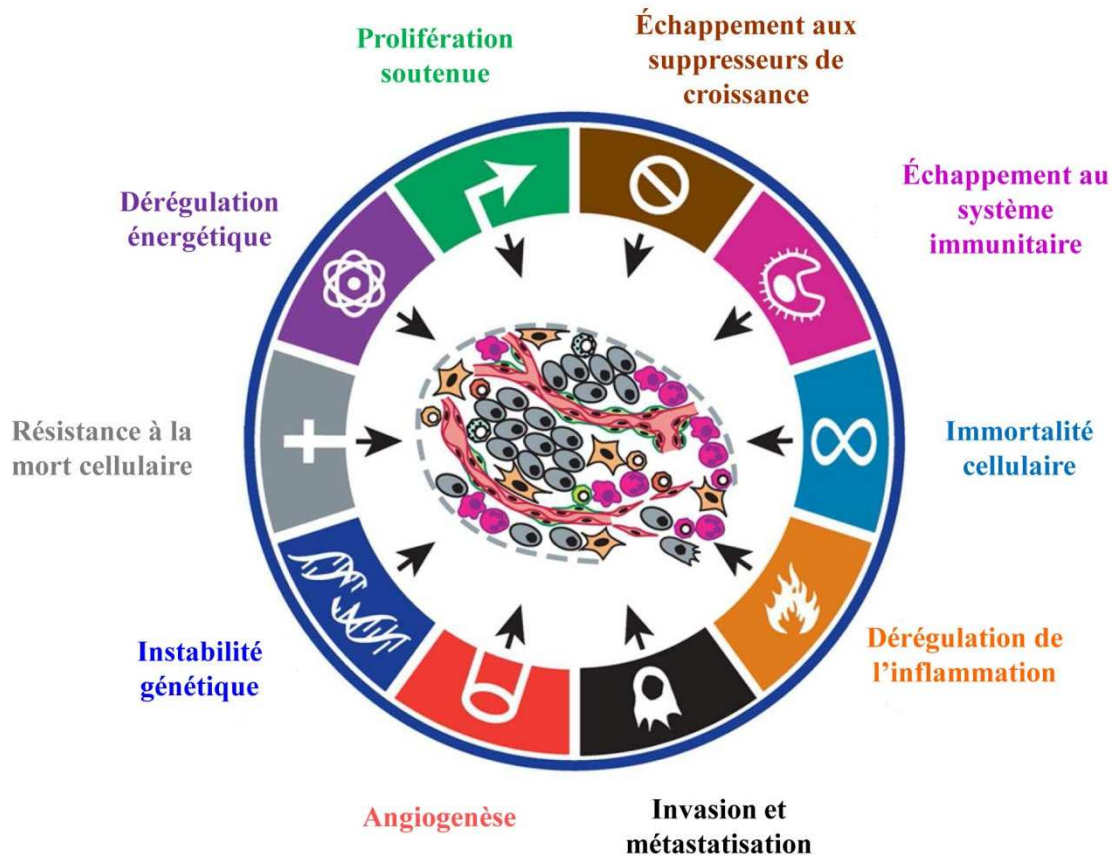 Prolifération
soutenue
Échappement aux
suppresseurs de
croissance
Échappement au
système
immunitaire
Dérégulation
énergétique
Résistance à la
mort cellulaire
Immortalité
cellulaire
Instabilité
génétique
Dérégulation de
l’inflammation
Angiogenèse
Invasion et
métastatisation